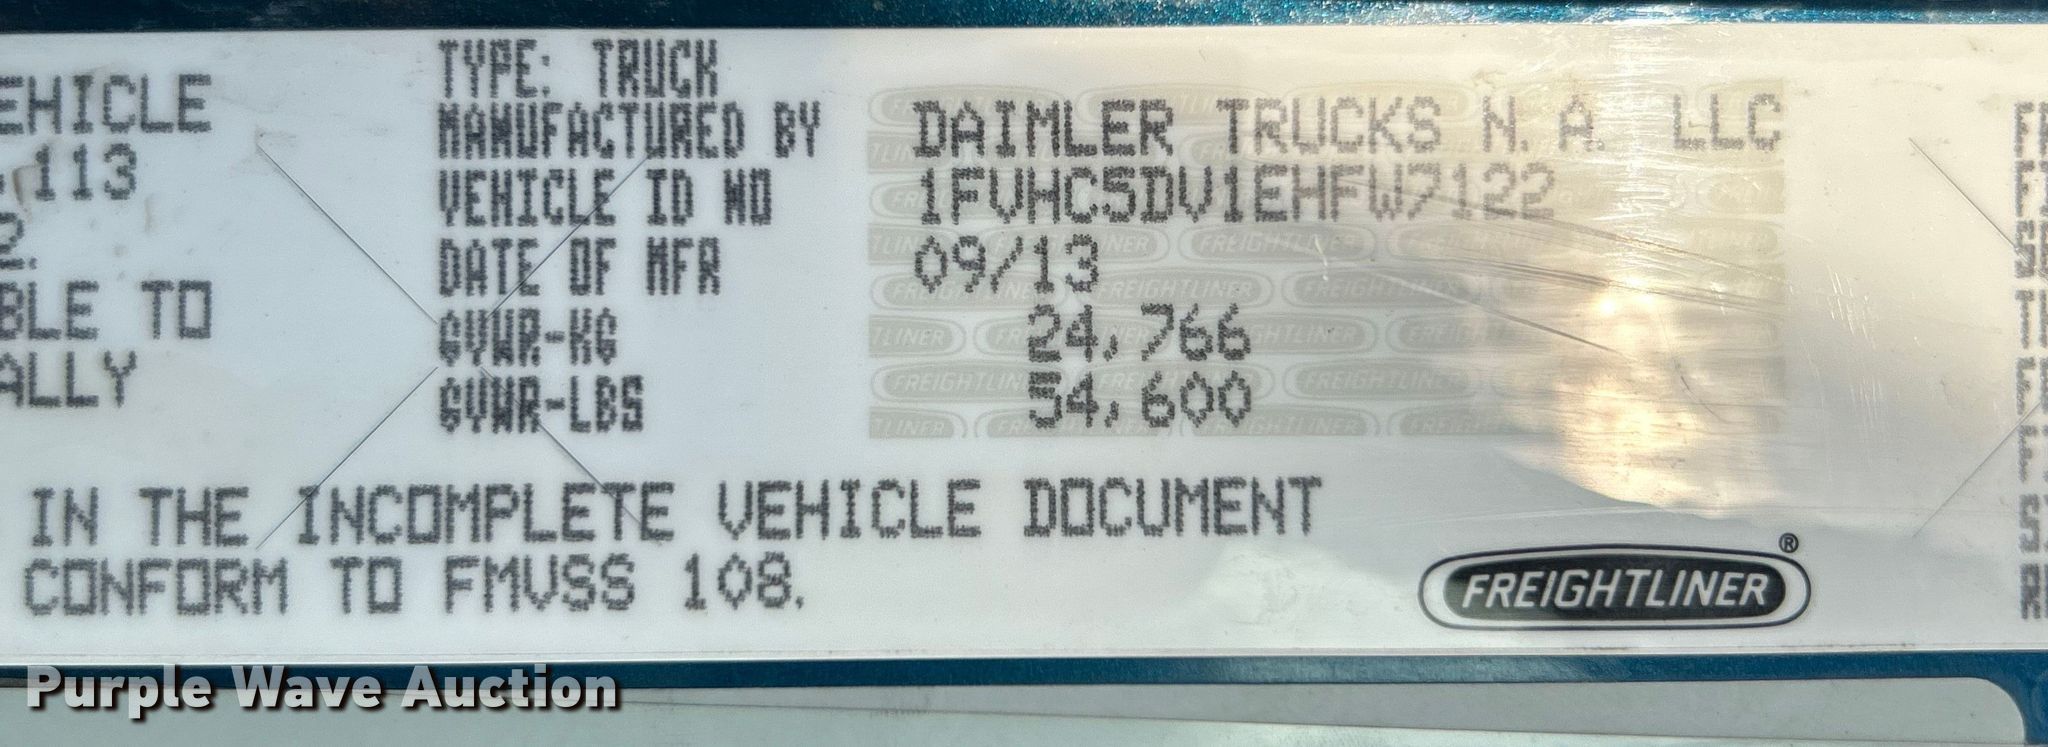 EHICLE
113
2.
BLE TO
ALLY
TYPE: TRUCK
MANUFACTURED BY DAIMLER TRUCKS N.A. LLC
VEHICLE ID NO 1FVHC5DV1EHFW7122
DATE OF MFR 09/13
GVWR-KG 24,766
GVWR-LBS 54,600
IN THE INCOMPLETE VEHICLE DOCUMENT
CONFORM TO FMVSS 108.
FREIGHTLINER®
Purple Wave Auction